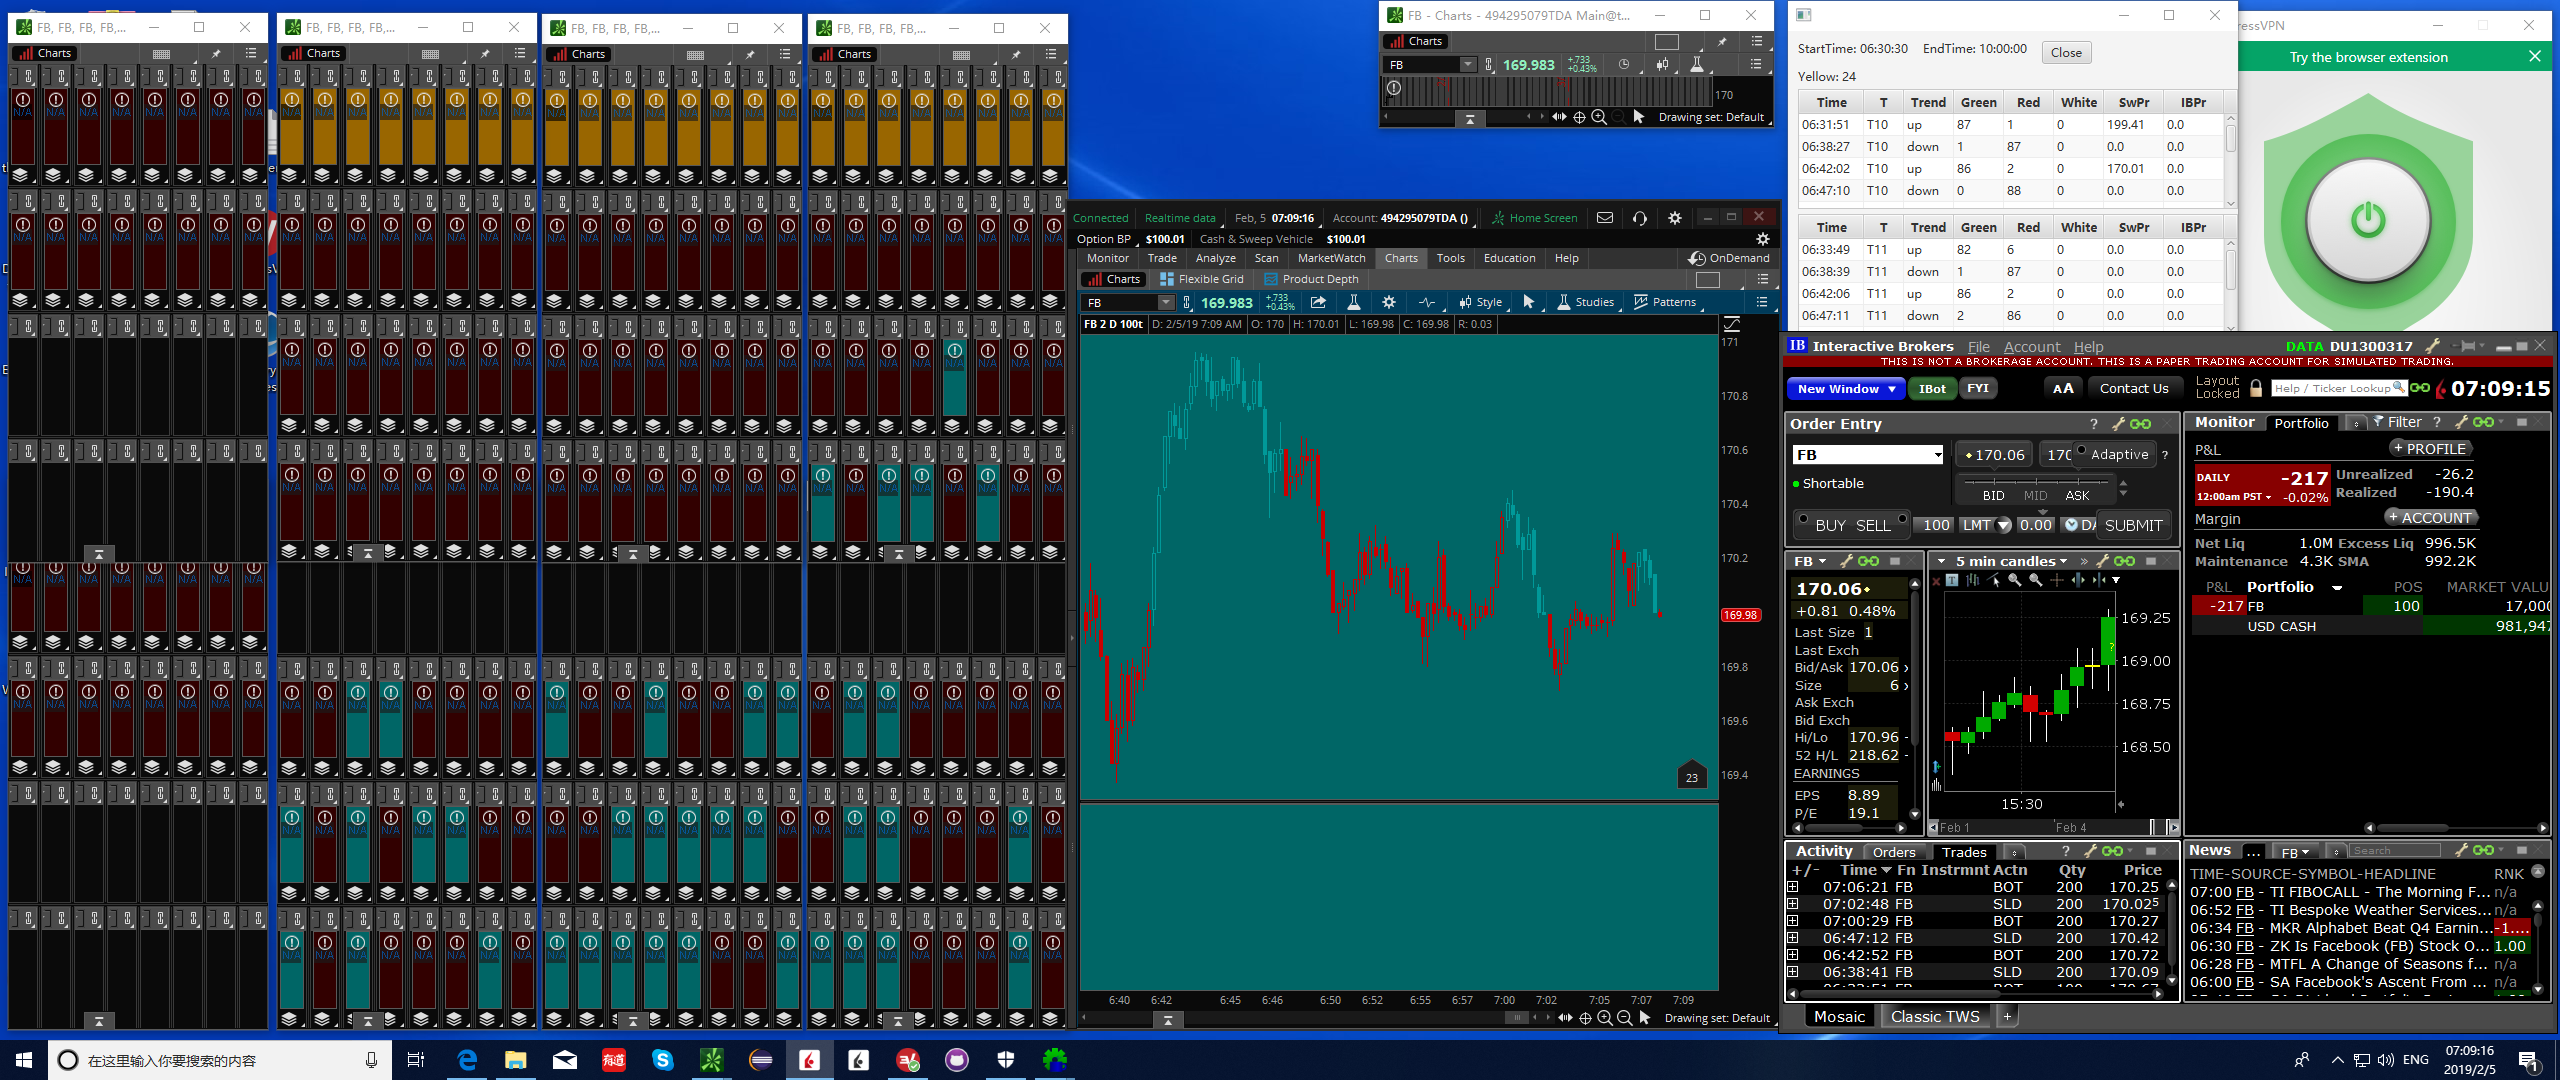 FB, FB, FB, FB,...
Charts
FB, FB, FB, FB,...
Charts
FB, FB, FB, FB,...
Charts
FB, FB, FB, FB,...
Charts
N/A
FB - Charts - 494295079TDA Main@t...
Charts
FB 169.983 +.733 +0.43%
170
Drawing set: Default
Connected Realtime data Feb, 5 07:09:16 Account: 494295079TDA () Home Screen
Option BP $100.01 Cash & Sweep Vehicle $100.01
Monitor Trade Analyze Scan MarketWatch Charts Tools Education Help OnDemand
Charts Flexible Grid Product Depth
FB 169.983 +.733 +0.43% Style Studies Patterns
FB 2 D 100t D: 2/5/19 7:09 AM O: 170 H: 170.01 L: 169.98 C: 169.98 R: 0.03
171
170.8
170.6
170.4
170.2
169.98
169.8
169.6
169.4
23
6:40 6:42 6:45 6:46 6:50 6:52 6:55 6:57 7:00 7:02 7:05 7:07 7:09
Drawing set: Default
StartTime: 06:30:30 EndTime: 10:00:00 Close
Yellow: 24
Time T Trend Green Red White SwPr IBPr
06:31:51 T10 up 87 1 0 199.41 0.0
06:38:27 T10 down 1 87 0 0.0 0.0
06:42:02 T10 up 86 2 0 170.01 0.0
06:47:10 T10 down 0 88 0 0.0 0.0
Time T Trend Green Red White SwPr IBPr
06:33:49 T11 up 82 6 0 0.0 0.0
06:38:39 T11 down 1 87 0 0.0 0.0
06:42:06 T11 up 86 2 0 0.0 0.0
06:47:11 T11 down 2 86 0 0.0 0.0
ressVPN
Try the browser extension
IB Interactive Brokers File Account Help DATA DU1300317
THIS IS NOT A BROKERAGE ACCOUNT. THIS IS A PAPER TRADING ACCOUNT FOR SIMULATED TRADING.
New Window IBot FYI AA Contact Us Layout Locked Help / Ticker Lookup 07:09:15
Order Entry ?
FB 170.06 170 Adaptive ?
Shortable
BID MID ASK
BUY SELL 100 LMT 0.00 DA SUBMIT
Monitor Portfolio Filter ?
P&L + PROFILE
DAILY -217 Unrealized -26.2
12:00am PST -0.02% Realized -190.4
Margin + ACCOUNT
Net Liq 1.0M Excess Liq 996.5K
Maintenance 4.3K SMA 992.2K
P&L Portfolio POS MARKET VALU
-217 FB 100 17,000
USD CASH 981,947
FB
170.06
+0.81 0.48%
Last Size 1
Last Exch
Bid/Ask 170.06 x
Size 6 x
Ask Exch
Bid Exch
Hi/Lo 170.96 -
52 H/L 218.62 -
EARNINGS
EPS 8.89
P/E 19.1
5 min candles
169.25
169.00
168.75
168.50
15:30
Feb 1 Feb 4
Activity Orders Trades ?
+/- Time Fn Instrmnt Actn Qty Price
07:06:21 FB BOT 200 170.25
07:02:48 FB SLD 200 170.025
07:00:29 FB BOT 200 170.27
06:47:12 FB SLD 200 170.42
06:42:52 FB BOT 200 170.72
06:38:41 FB SLD 200 170.09
News ... FB Search
TIME-SOURCE-SYMBOL-HEADLINE RNK
07:00 FB - TI FIBOCALL - The Morning F... n/a
06:52 FB - TI Bespoke Weather Services... n/a
06:34 FB - MKR Alphabet Beat Q4 Earnin... -1....
06:30 FB - ZK Is Facebook (FB) Stock O... 1.00
06:28 FB - MTFL A Change of Seasons f... n/a
06:00 FB - SA Facebook's Ascent From ... n/a
Mosaic Classic TWS +
在这里输入你要搜索的内容
有道
ENG
07:09:16
2019/2/5
1